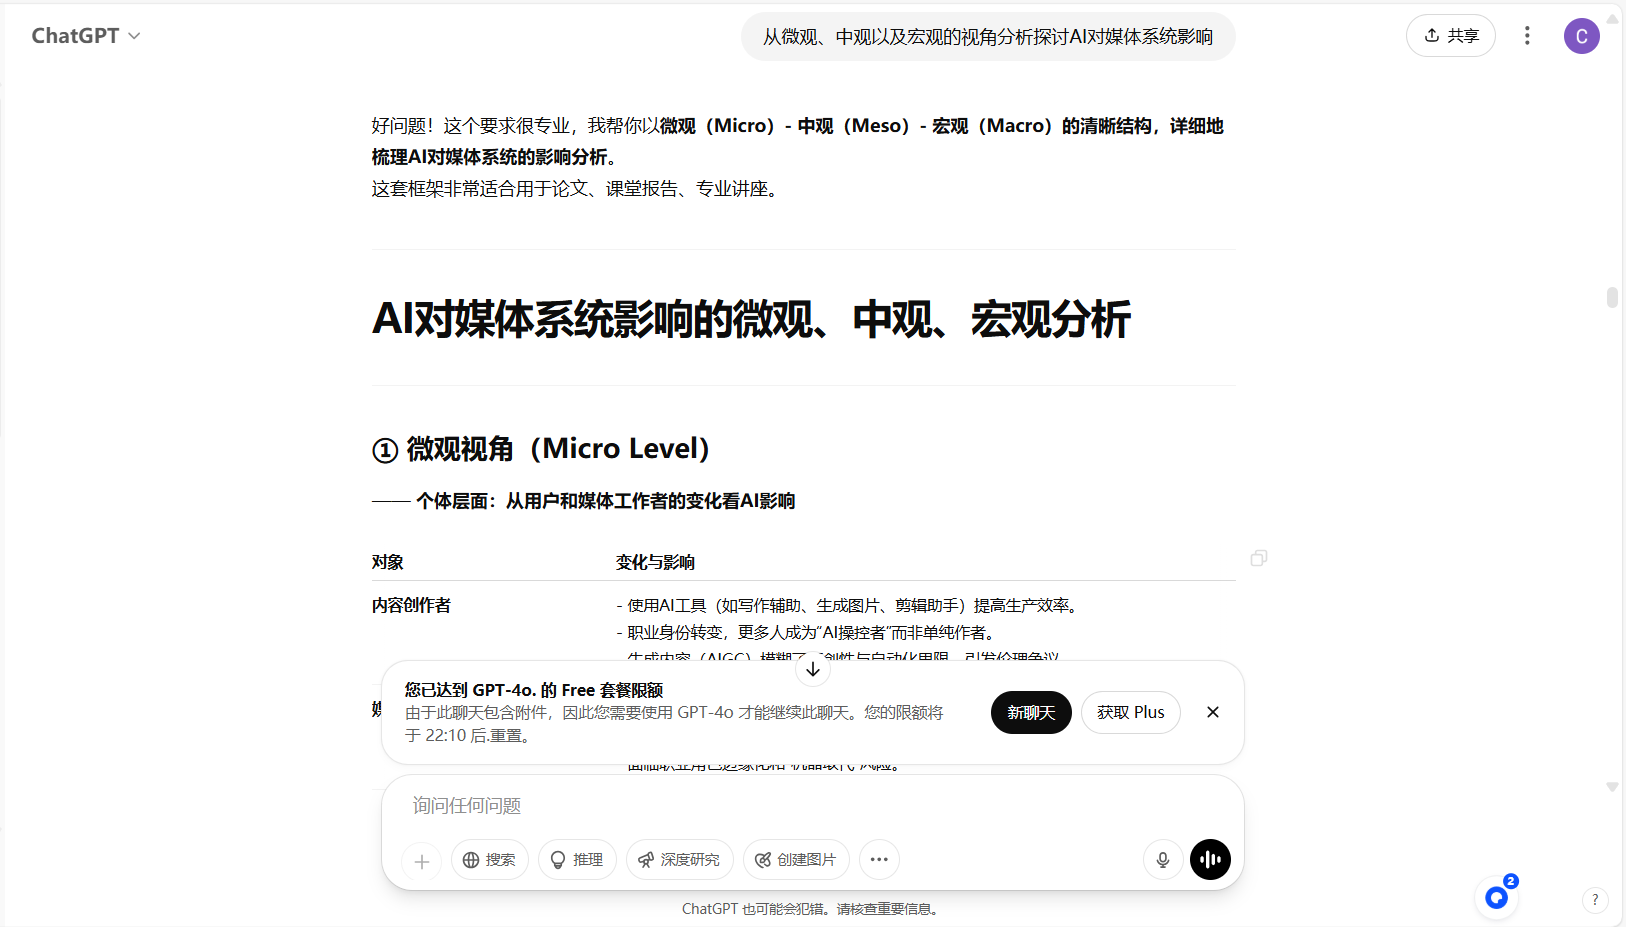 ChatGPT
从微观、中观以及宏观的视角分析探讨AI对媒体系统影响
共享
C
好问题！这个要求很专业，我帮你以微观（Micro）- 中观（Meso）- 宏观（Macro）的清晰结构，详细地
梳理AI对媒体系统的影响分析。
这套框架非常适合用于论文、课堂报告、专业讲座。
AI对媒体系统影响的微观、中观、宏观分析
① 微观视角（Micro Level）
—— 个体层面：从用户和媒体工作者的变化看AI影响
对象 变化与影响
内容创作者 - 使用AI工具（如写作辅助、生成图片、剪辑助手）提高生产效率。
- 职业身份转变，更多人成为“AI操控者”而非单纯作者。
您已达到 GPT-4o. 的 Free 套餐限额
由于此聊天包含附件，因此您需要使用 GPT-4o 才能继续此聊天。您的限额将
于 22:10 后.重置。
新聊天
获取 Plus
询问任何问题
搜索
推理
深度研究
创建图片
ChatGPT 也可能会犯错。请核查重要信息。
2
?